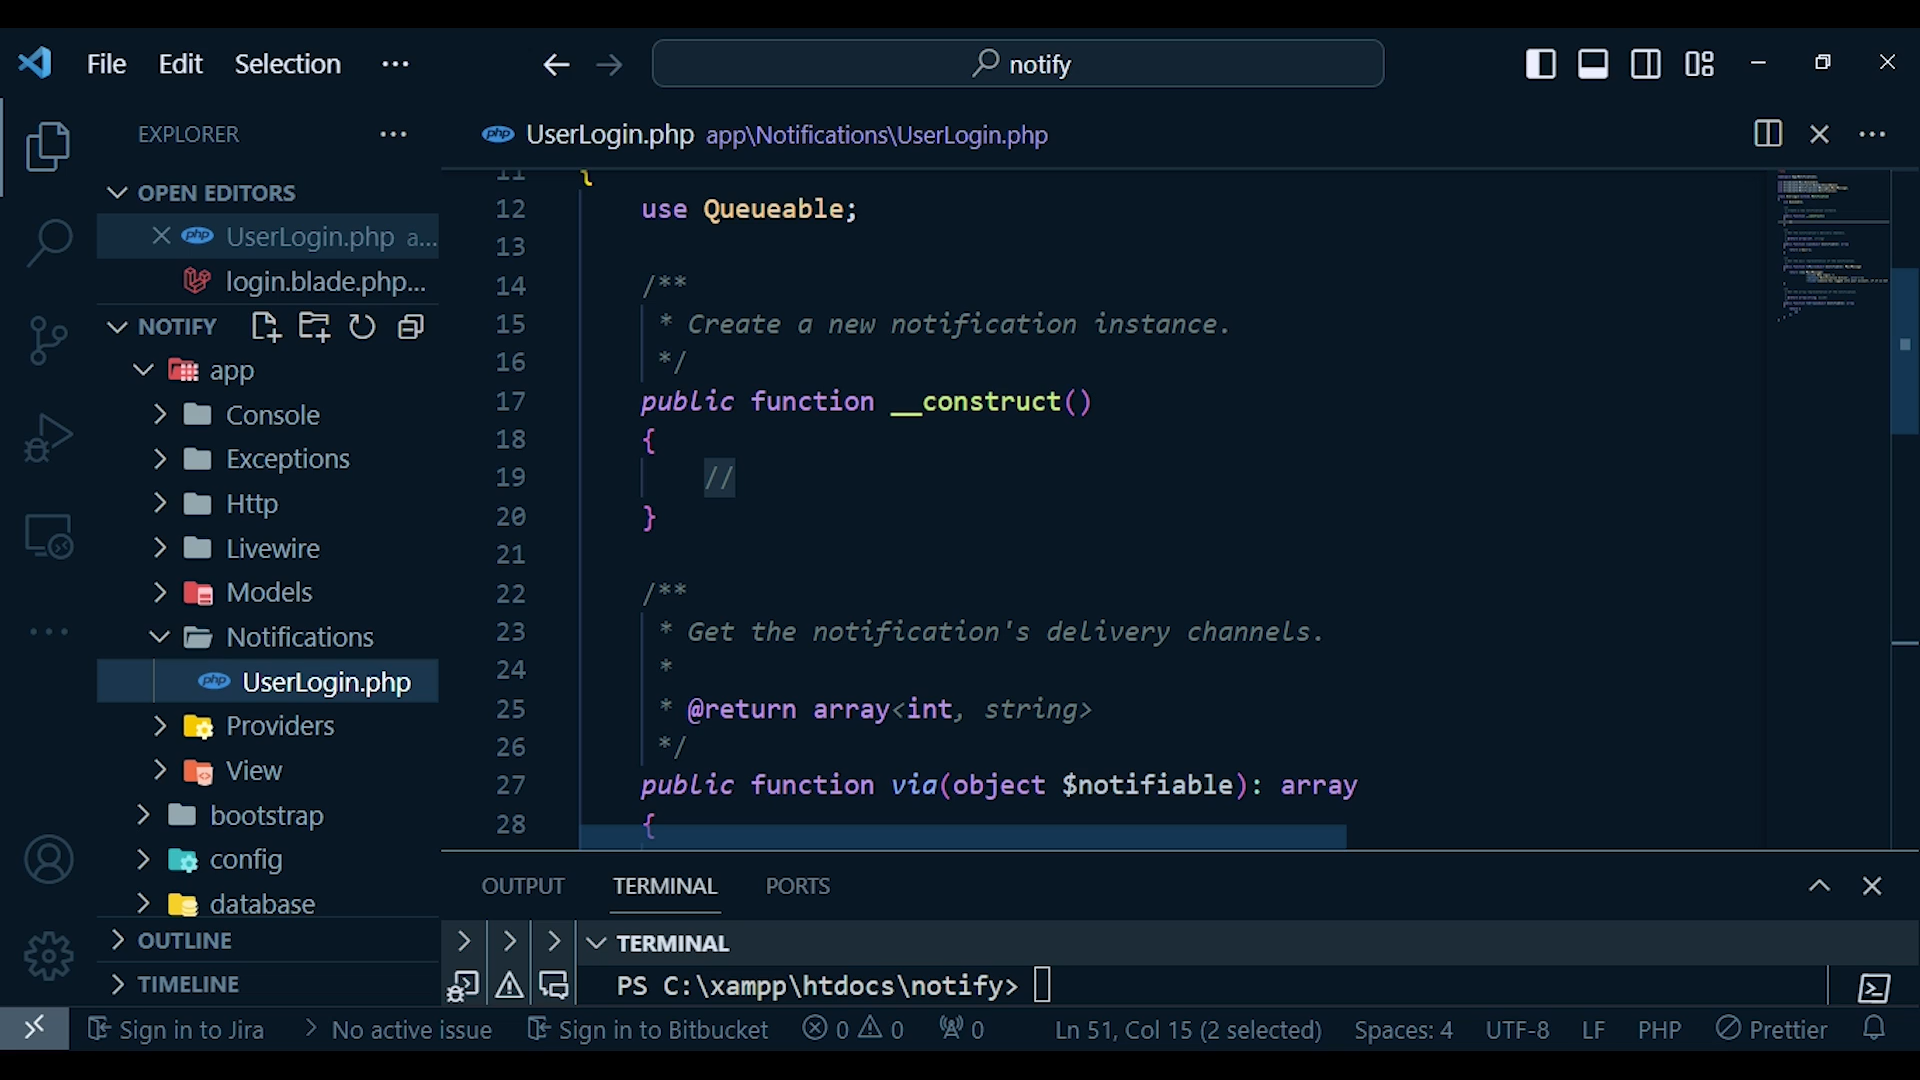 File Edit Selection ···
notify
EXPLORER ···
OPEN EDITORS
UserLogin.php a...
login.blade.php...
NOTIFY
app
Console
Exceptions
Http
Livewire
Models
Notifications
UserLogin.php
Providers
View
bootstrap
config
database
OUTLINE
TIMELINE
php UserLogin.php app\Notifications\UserLogin.php
11 {
12 use Queueable;
13
14 /**
15 * Create a new notification instance.
16 */
17 public function __construct()
18 {
19 //
20 }
21
22 /**
23 * Get the notification's delivery channels.
24 *
25 * @return array<int, string>
26 */
27 public function via(object $notifiable): array
28 {
OUTPUT TERMINAL PORTS
TERMINAL
PS C:\xampp\htdocs\notify>
Sign in to Jira No active issue Sign in to Bitbucket 0 0 0 Ln 51, Col 15 (2 selected) Spaces: 4 UTF-8 LF PHP Prettier